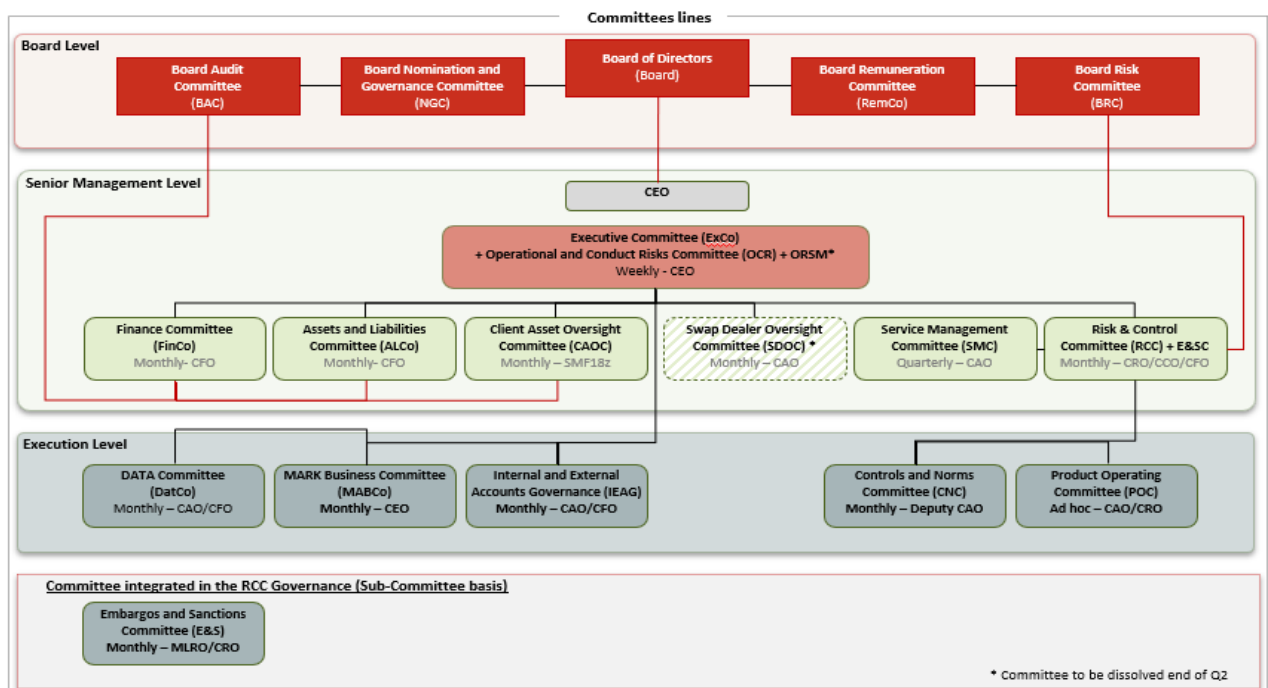 Committees lines
Board Level
Board Audit
Committee
(BAC)
Board Nomination and
Governance Committee
(NGC)
Board of Directors
(Board)
Board Remuneration
Committee
(RemCo)
Board Risk
Committee
(BRC)
Senior Management Level
CEO
Executive Committee (ExCo)
+ Operational and Conduct Risks Committee (OCR) + ORSM*
Weekly - CEO
Finance Committee
(FinCo)
Monthly- CFO
Assets and Liabilities
Committee (ALCo)
Monthly- CFO
Client Asset Oversight
Committee (CAOC)
Monthly – SMF18z
Swap Dealer Oversight
Committee (SDOC) *
Monthly – CAO
Service Management
Committee (SMC)
Quarterly – CAO
Risk & Control
Committee (RCC) + E&SC
Monthly – CRO/CCO/CFO
Execution Level
DATA Committee
(DatCo)
Monthly – CAO/CFO
MARK Business Committee
(MABCo)
Monthly – CEO
Internal and External
Accounts Governance (IEAG)
Monthly – CAO/CFO
Controls and Norms
Committee (CNC)
Monthly – Deputy CAO
Product Operating
Committee (POC)
Ad hoc – CAO/CRO
Committee integrated in the RCC Governance (Sub-Committee basis)
Embargos and Sanctions
Committee (E&S)
Monthly – MLRO/CRO
* Committee to be dissolved end of Q2